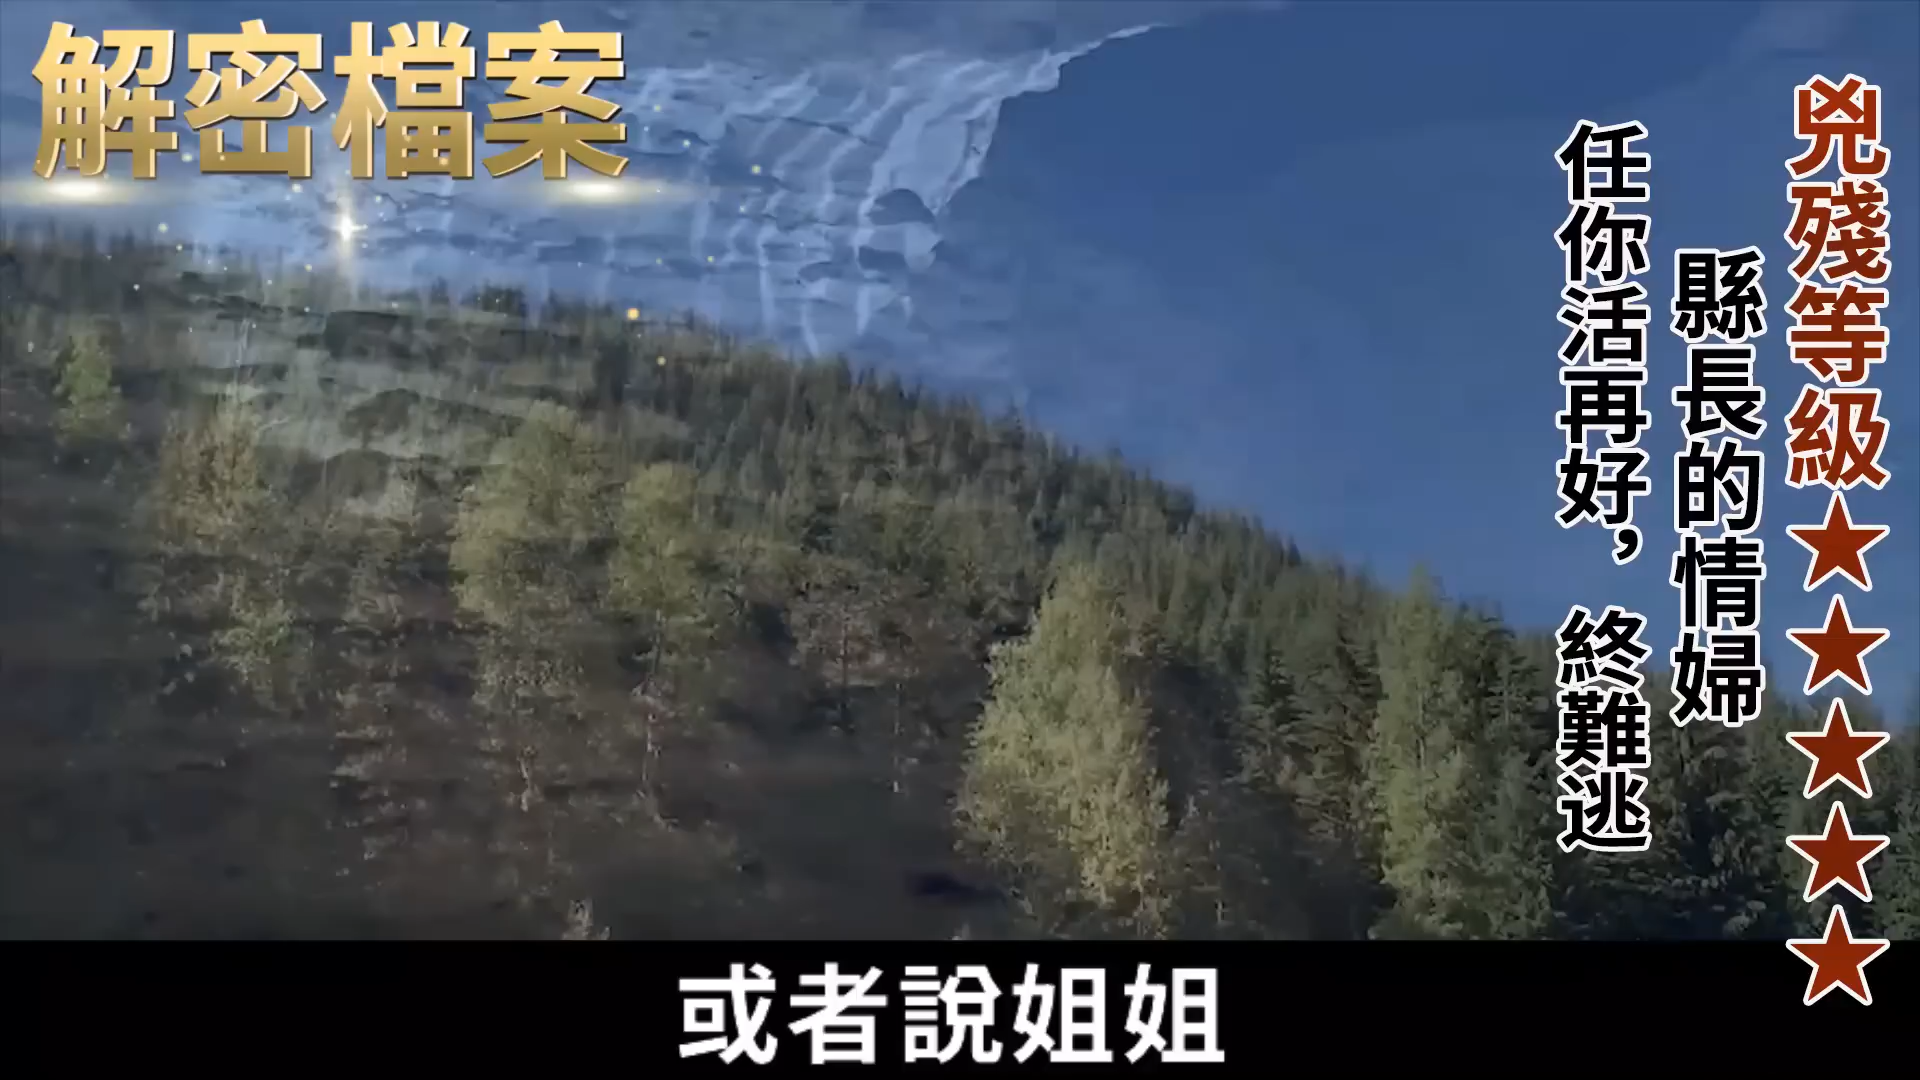 解密檔案
兇殘等級★★★★★
縣長的情婦
任你活再好，終難逃
或者說姐姐